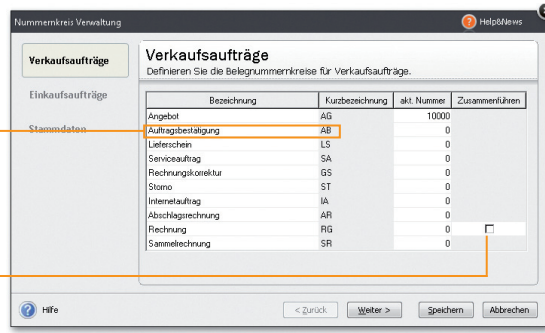 Nummernkreis Verwaltung
Help&News
Verkaufsaufträge
Einkaufsaufträge
Stammdaten
Verkaufsaufträge
Definieren Sie die Belegnummernkreise für Verkaufsaufträge.
Bezeichnung Kurzbezeichnung akt. Nummer Zusammenführen
Angebot AG 10000
Auftragsbestätigung AB 0
Lieferschein LS 0
Serviceauftrag SA 0
Rechnungskorrektur GS 0
Storno ST 0
Internetauftrag IA 0
Abschlagsrechnung AR 0
Rechnung RG 0
Sammelrechnung SR 0
Hilfe
< Zurück Weiter > Speichern Abbrechen